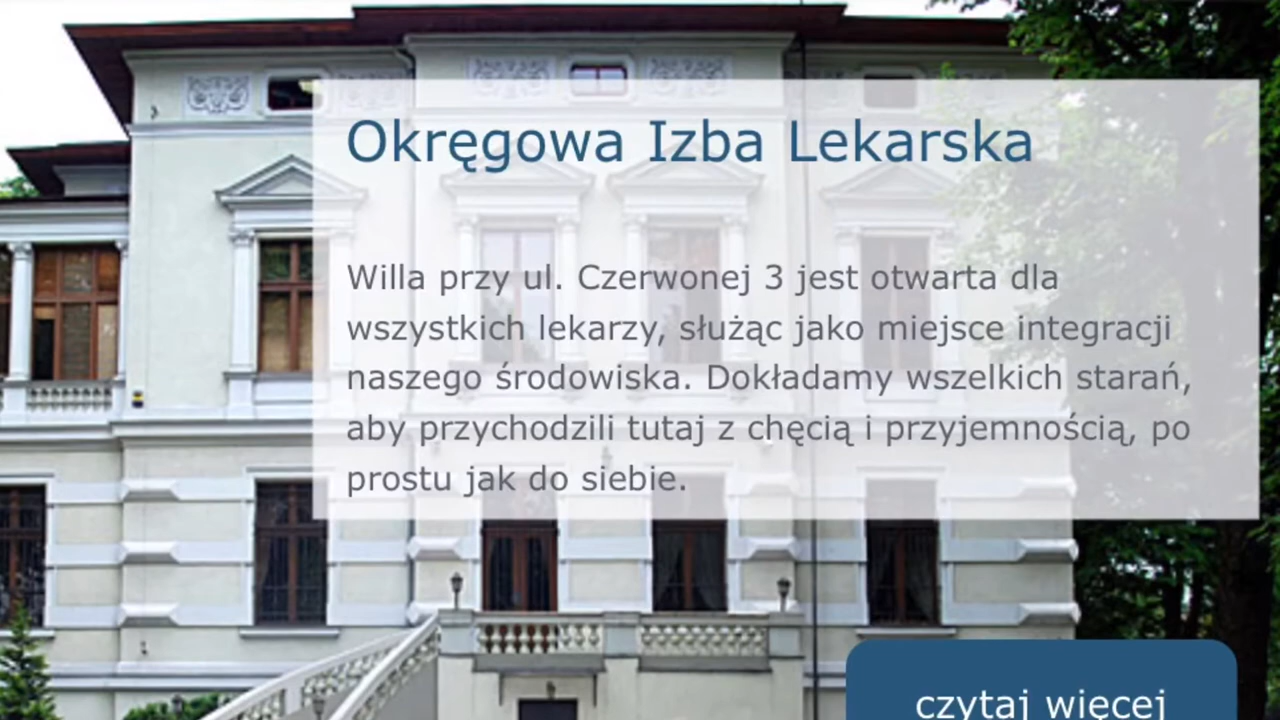 Okręgowa Izba Lekarska
Willa przy ul. Czerwonej 3 jest otwarta dla
wszystkich lekarzy, służąc jako miejsce integracji
naszego środowiska. Dokładamy wszelkich starań,
aby przychodzili tutaj z chęcią i przyjemnością, po
prostu jak do siebie.
czytaj więcej